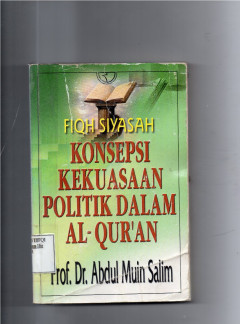 FIQH SIYASAH
KONSEPSI
KEKUASAAN
POLITIK DALAM
AL-QUR'AN
Prof. Dr. Abdul Muin Salim